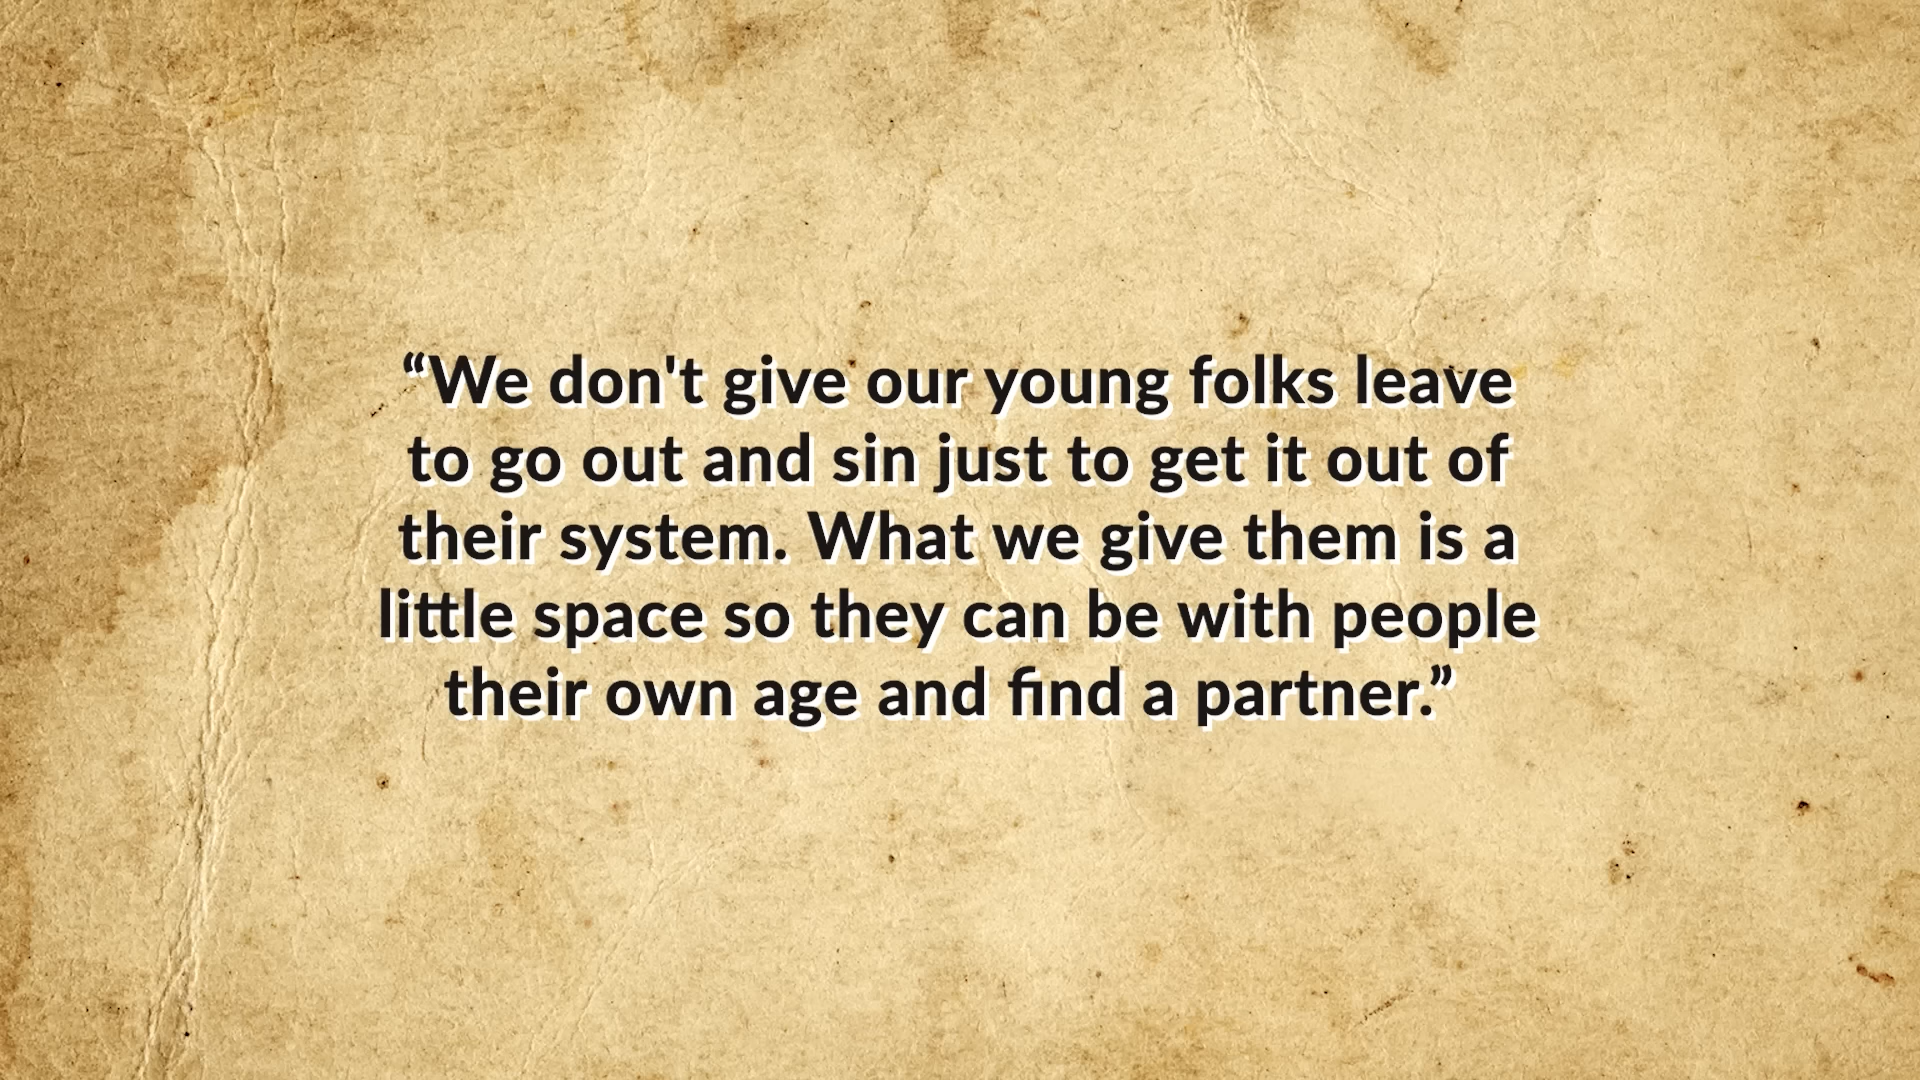 “We don't give our young folks leave
to go out and sin just to get it out of
their system. What we give them is a
little space so they can be with people
their own age and find a partner.”